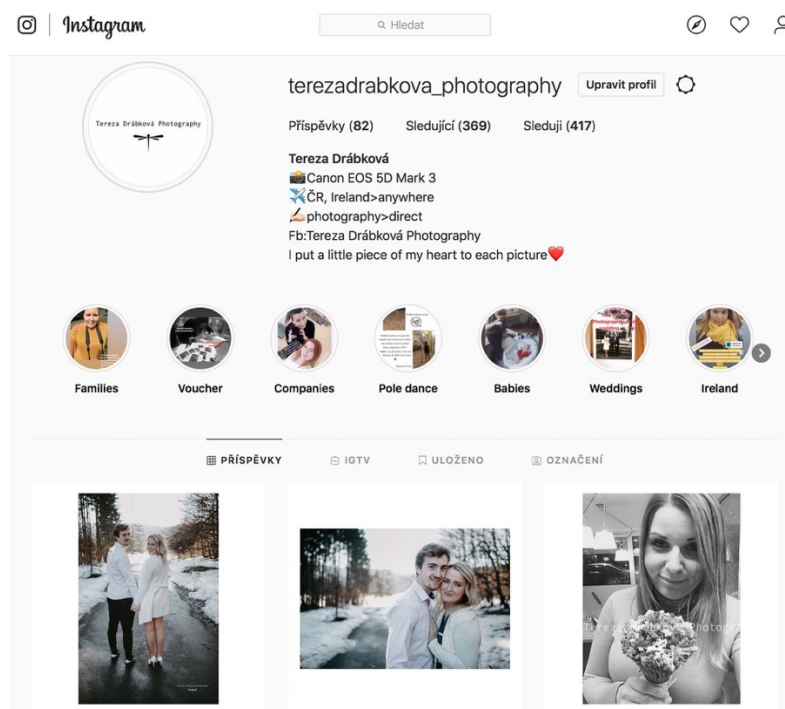 Instagram
Hledat
Tereza Drábková Photography
terezadrabkova_photography Upravit profil
Příspěvky (82) Sledující (369) Sleduji (417)
Tereza Drábková
📸Canon EOS 5D Mark 3
✈️ČR, Ireland>anywhere
✍🏻photography>direct
Fb:Tereza Drábková Photography
I put a little piece of my heart to each picture❤️
Families Voucher Companies Pole dance Babies Weddings Ireland
PŘÍSPĚVKY IGTV ULOŽENO OZNAČENÍ